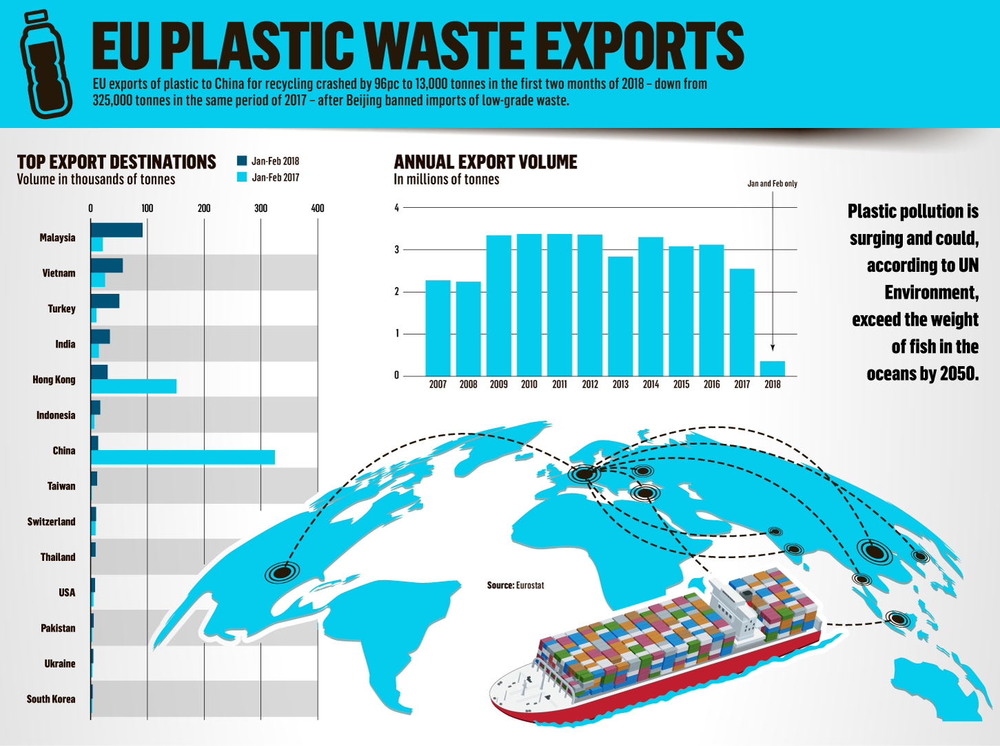 EU PLASTIC WASTE EXPORTS
EU exports of plastic to China for recycling crashed by 96pc to 13,000 tonnes in the first two months of 2018 – down from
325,000 tonnes in the same period of 2017 – after Beijing banned imports of low-grade waste.
TOP EXPORT DESTINATIONS
Volume in thousands of tonnes
Jan-Feb 2018
Jan-Feb 2017
0 100 200 300 400
Malaysia
Vietnam
Turkey
India
Hong Kong
Indonesia
China
Taiwan
Switzerland
Thailand
USA
Pakistan
Ukraine
South Korea
ANNUAL EXPORT VOLUME
In millions of tonnes
Jan and Feb only
4
3
2
1
0
2007 2008 2009 2010 2011 2012 2013 2014 2015 2016 2017 2018
Plastic pollution is
surging and could,
according to UN
Environment,
exceed the weight
of fish in the
oceans by 2050.
Source: Eurostat